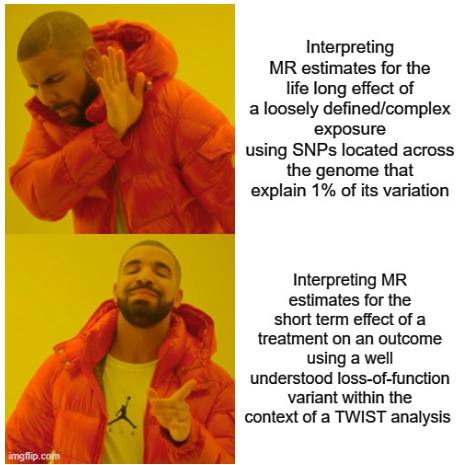 Interpreting
MR estimates for the
life long effect of
a loosely defined/complex
exposure
using SNPs located across
the genome that
explain 1% of its variation
Interpreting MR
estimates for the
short term effect of a
treatment on an outcome
using a well
understood loss-of-function
variant within the
context of a TWIST analysis
imgflip.com